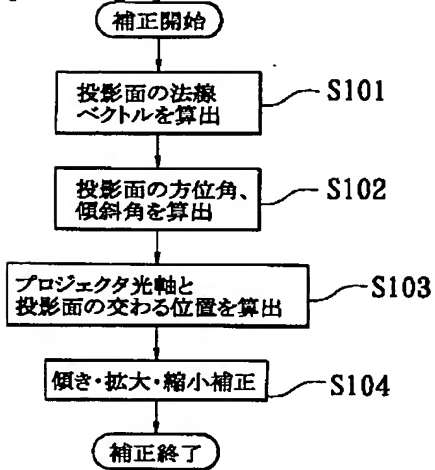 補正開始
投影面の法線
ベクトルを算出
S101
投影面の方位角、
傾斜角を算出
S102
プロジェクタ光軸と
投影面の交わる位置を算出
S103
傾き・拡大・縮小補正
S104
補正終了